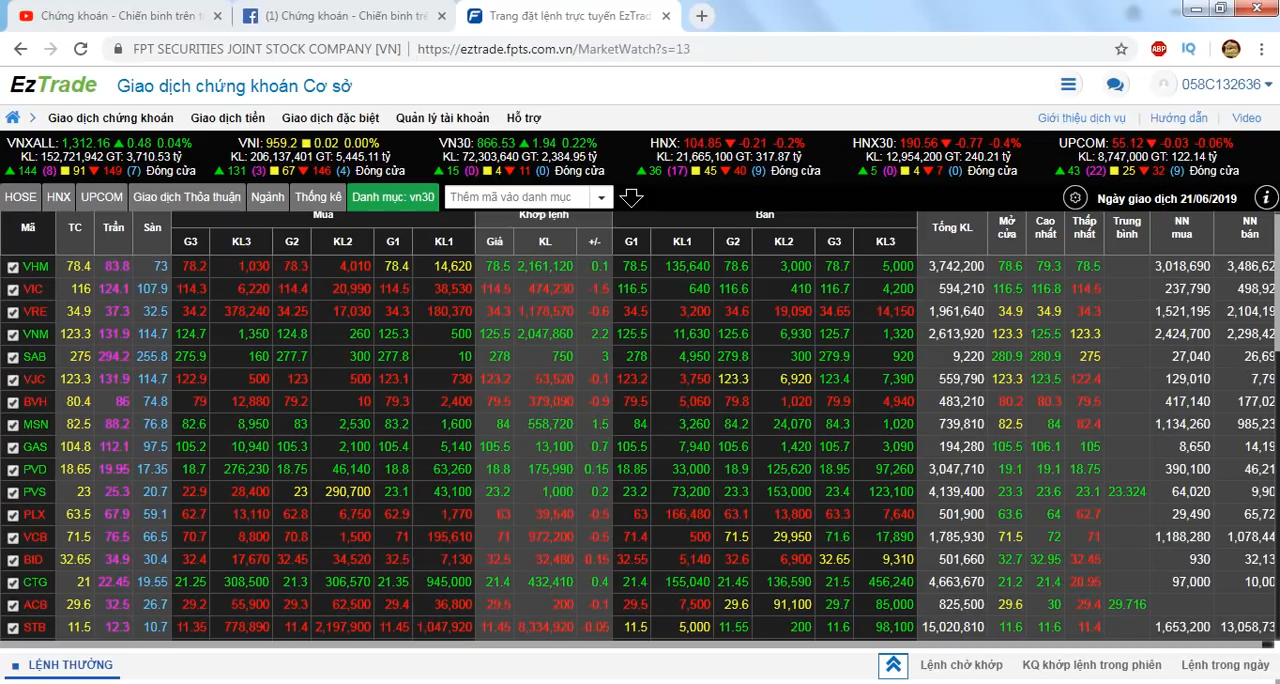 Chứng khoán - Chiến binh trên t
(1) Chứng khoán - Chiến binh trê
Trang đặt lệnh trực tuyến EzTrad
FPT SECURITIES JOINT STOCK COMPANY [VN] | https://eztrade.fpts.com.vn/MarketWatch?s=13
ABP IQ
EzTrade Giao dịch chứng khoán Cơ sở 058C132636
Giao dịch chứng khoán Giao dịch tiền Giao dịch đặc biệt Quản lý tài khoản Hỗ trợ Giới thiệu dịch vụ Hướng dẫn Video
VNXALL: 1,312.16 ▲ 0.48 0.04% VNI: 959.2 ■ 0.02 0.00% VN30: 866.53 ▲ 1.94 0.22% HNX: 104.85 ▼ -0.21 -0.2% HNX30: 190.56 ▼ -0.77 -0.4% UPCOM: 55.12 ▼ -0.03 -0.06%
KL: 152,721,942 GT: 3,710.53 tỷ KL: 206,137,401 GT: 5,445.11 tỷ KL: 72,303,640 GT: 2,384.95 tỷ KL: 21,665,100 GT: 317.87 tỷ KL: 12,954,200 GT: 240.21 tỷ KL: 8,747,000 GT: 122.14 tỷ
▲ 144 (8) ■ 91 ▼ 149 (7) Đóng cửa ▲ 131 (3) ■ 67 ▼ 146 (4) Đóng cửa ▲ 15 (0) ■ 4 ▼ 11 (0) Đóng cửa ▲ 36 (17) ■ 45 ▼ 40 (9) Đóng cửa ▲ 5 (0) ■ 4 ▼ 7 (0) Đóng cửa ▲ 43 (22) ■ 25 ▼ 32 (9) Đóng cửa
HOSE HNX UPCOM Giao dịch Thỏa thuận Ngành Thống kê Danh mục: vn30 Thêm mã vào danh mục Ngày giao dịch 21/06/2019 i
Mã TC Trần Sàn Mua Khớp lệnh Bán Tổng KL Mở cửa Cao nhất Thấp nhất Trung bình NN mua NN bán
G3 KL3 G2 KL2 G1 KL1 Giá KL +/- G1 KL1 G2 KL2 G3 KL3
VHM 78.4 83.8 73 78.2 1,030 78.3 4,010 78.4 14,620 78.5 2,161,120 0.1 78.5 135,640 78.6 3,000 78.7 5,000 3,742,200 78.6 79.3 78.5 3,018,690 3,486,62
VIC 116 124.1 107.9 114.3 6,220 114.4 20,990 114.5 38,530 114.5 474,230 -1.5 116.5 640 116.6 410 116.7 4,200 594,210 116.5 116.8 114.5 237,790 498,92
VRE 34.9 37.3 32.5 34.2 378,240 34.25 17,030 34.3 180,370 34.3 1,178,570 -0.6 34.5 3,200 34.6 19,090 34.65 14,150 1,961,640 34.9 34.9 34.3 1,521,195 2,104,19
VNM 123.3 131.9 114.7 124.7 1,350 124.8 260 125.3 500 125.5 2,047,860 2.2 125.5 11,630 125.6 6,930 125.7 1,320 2,613,920 123.3 125.5 123.3 2,424,700 2,298,42
SAB 275 294.2 255.8 275.9 160 277.7 300 277.8 10 278 750 3 278 4,950 279.8 300 279.9 920 9,220 280.9 280.9 275 27,040 26,69
VJC 123.3 131.9 114.7 122.9 500 123 500 123.1 730 123.2 53,520 -0.1 123.2 3,750 123.3 6,920 123.4 7,390 559,790 123.3 123.5 122.4 129,010 7,79
BVH 80.4 86 74.8 79 12,880 79.2 10 79.3 2,400 79.5 379,090 -0.9 79.5 5,060 79.8 1,020 79.9 4,940 483,210 80.2 80.3 79.5 417,140 177,02
MSN 82.5 88.2 76.8 82.6 8,950 83 2,530 83.2 1,600 84 558,720 1.5 84 3,260 84.2 24,070 84.3 1,020 739,810 82.5 84 82.4 1,134,260 985,23
GAS 104.8 112.1 97.5 105.2 10,940 105.3 2,100 105.4 5,140 105.5 13,100 0.7 105.5 7,940 105.6 1,420 105.7 3,090 194,280 105.5 106.1 105 8,650 14,19
PVD 18.65 19.95 17.35 18.7 276,230 18.75 46,140 18.8 63,260 18.8 175,990 0.15 18.85 33,000 18.9 125,620 18.95 97,260 3,047,710 19.1 19.1 18.75 390,100 46,21
PVS 23 25.3 20.7 22.9 28,400 23 290,700 23.1 43,100 23.2 1,000 0.2 23.2 73,200 23.3 153,000 23.4 123,100 4,139,400 23.3 23.6 23.1 23.324 64,020 9,90
PLX 63.5 67.9 59.1 62.7 13,110 62.8 6,750 62.9 1,770 63 39,540 -0.5 63 166,480 63.1 13,800 63.3 7,640 501,900 63.6 64 62.7 29,490 65,72
VCB 71.5 76.5 66.5 70.7 8,800 70.8 1,500 71 195,610 71 972,200 -0.5 71.4 500 71.5 29,950 71.6 17,890 1,785,930 71.5 72 71 1,188,280 1,078,44
BID 32.65 34.9 30.4 32.4 17,670 32.45 34,520 32.5 7,130 32.5 32,480 -0.15 32.55 5,140 32.6 6,900 32.65 9,310 501,660 32.7 32.95 32.45 930 32,13
CTG 21 22.45 19.55 21.25 308,500 21.3 306,570 21.35 945,000 21.4 432,410 0.4 21.4 155,040 21.45 136,590 21.5 456,240 4,663,670 21.2 21.4 20.95 97,000 10,00
ACB 29.6 32.5 26.7 29.2 55,900 29.3 62,500 29.4 36,800 29.5 200 -0.1 29.5 7,500 29.6 91,100 29.7 85,000 825,500 29.6 30 29.4 29.716
STB 11.5 12.3 10.7 11.35 778,890 11.4 2,197,900 11.45 1,047,920 11.45 8,334,920 -0.05 11.5 5,000 11.55 200 11.6 98,100 15,020,810 11.6 11.6 11.4 1,653,200 13,058,73
LỆNH THƯỜNG Lệnh chờ khớp KQ khớp lệnh trong phiên Lệnh trong ngày